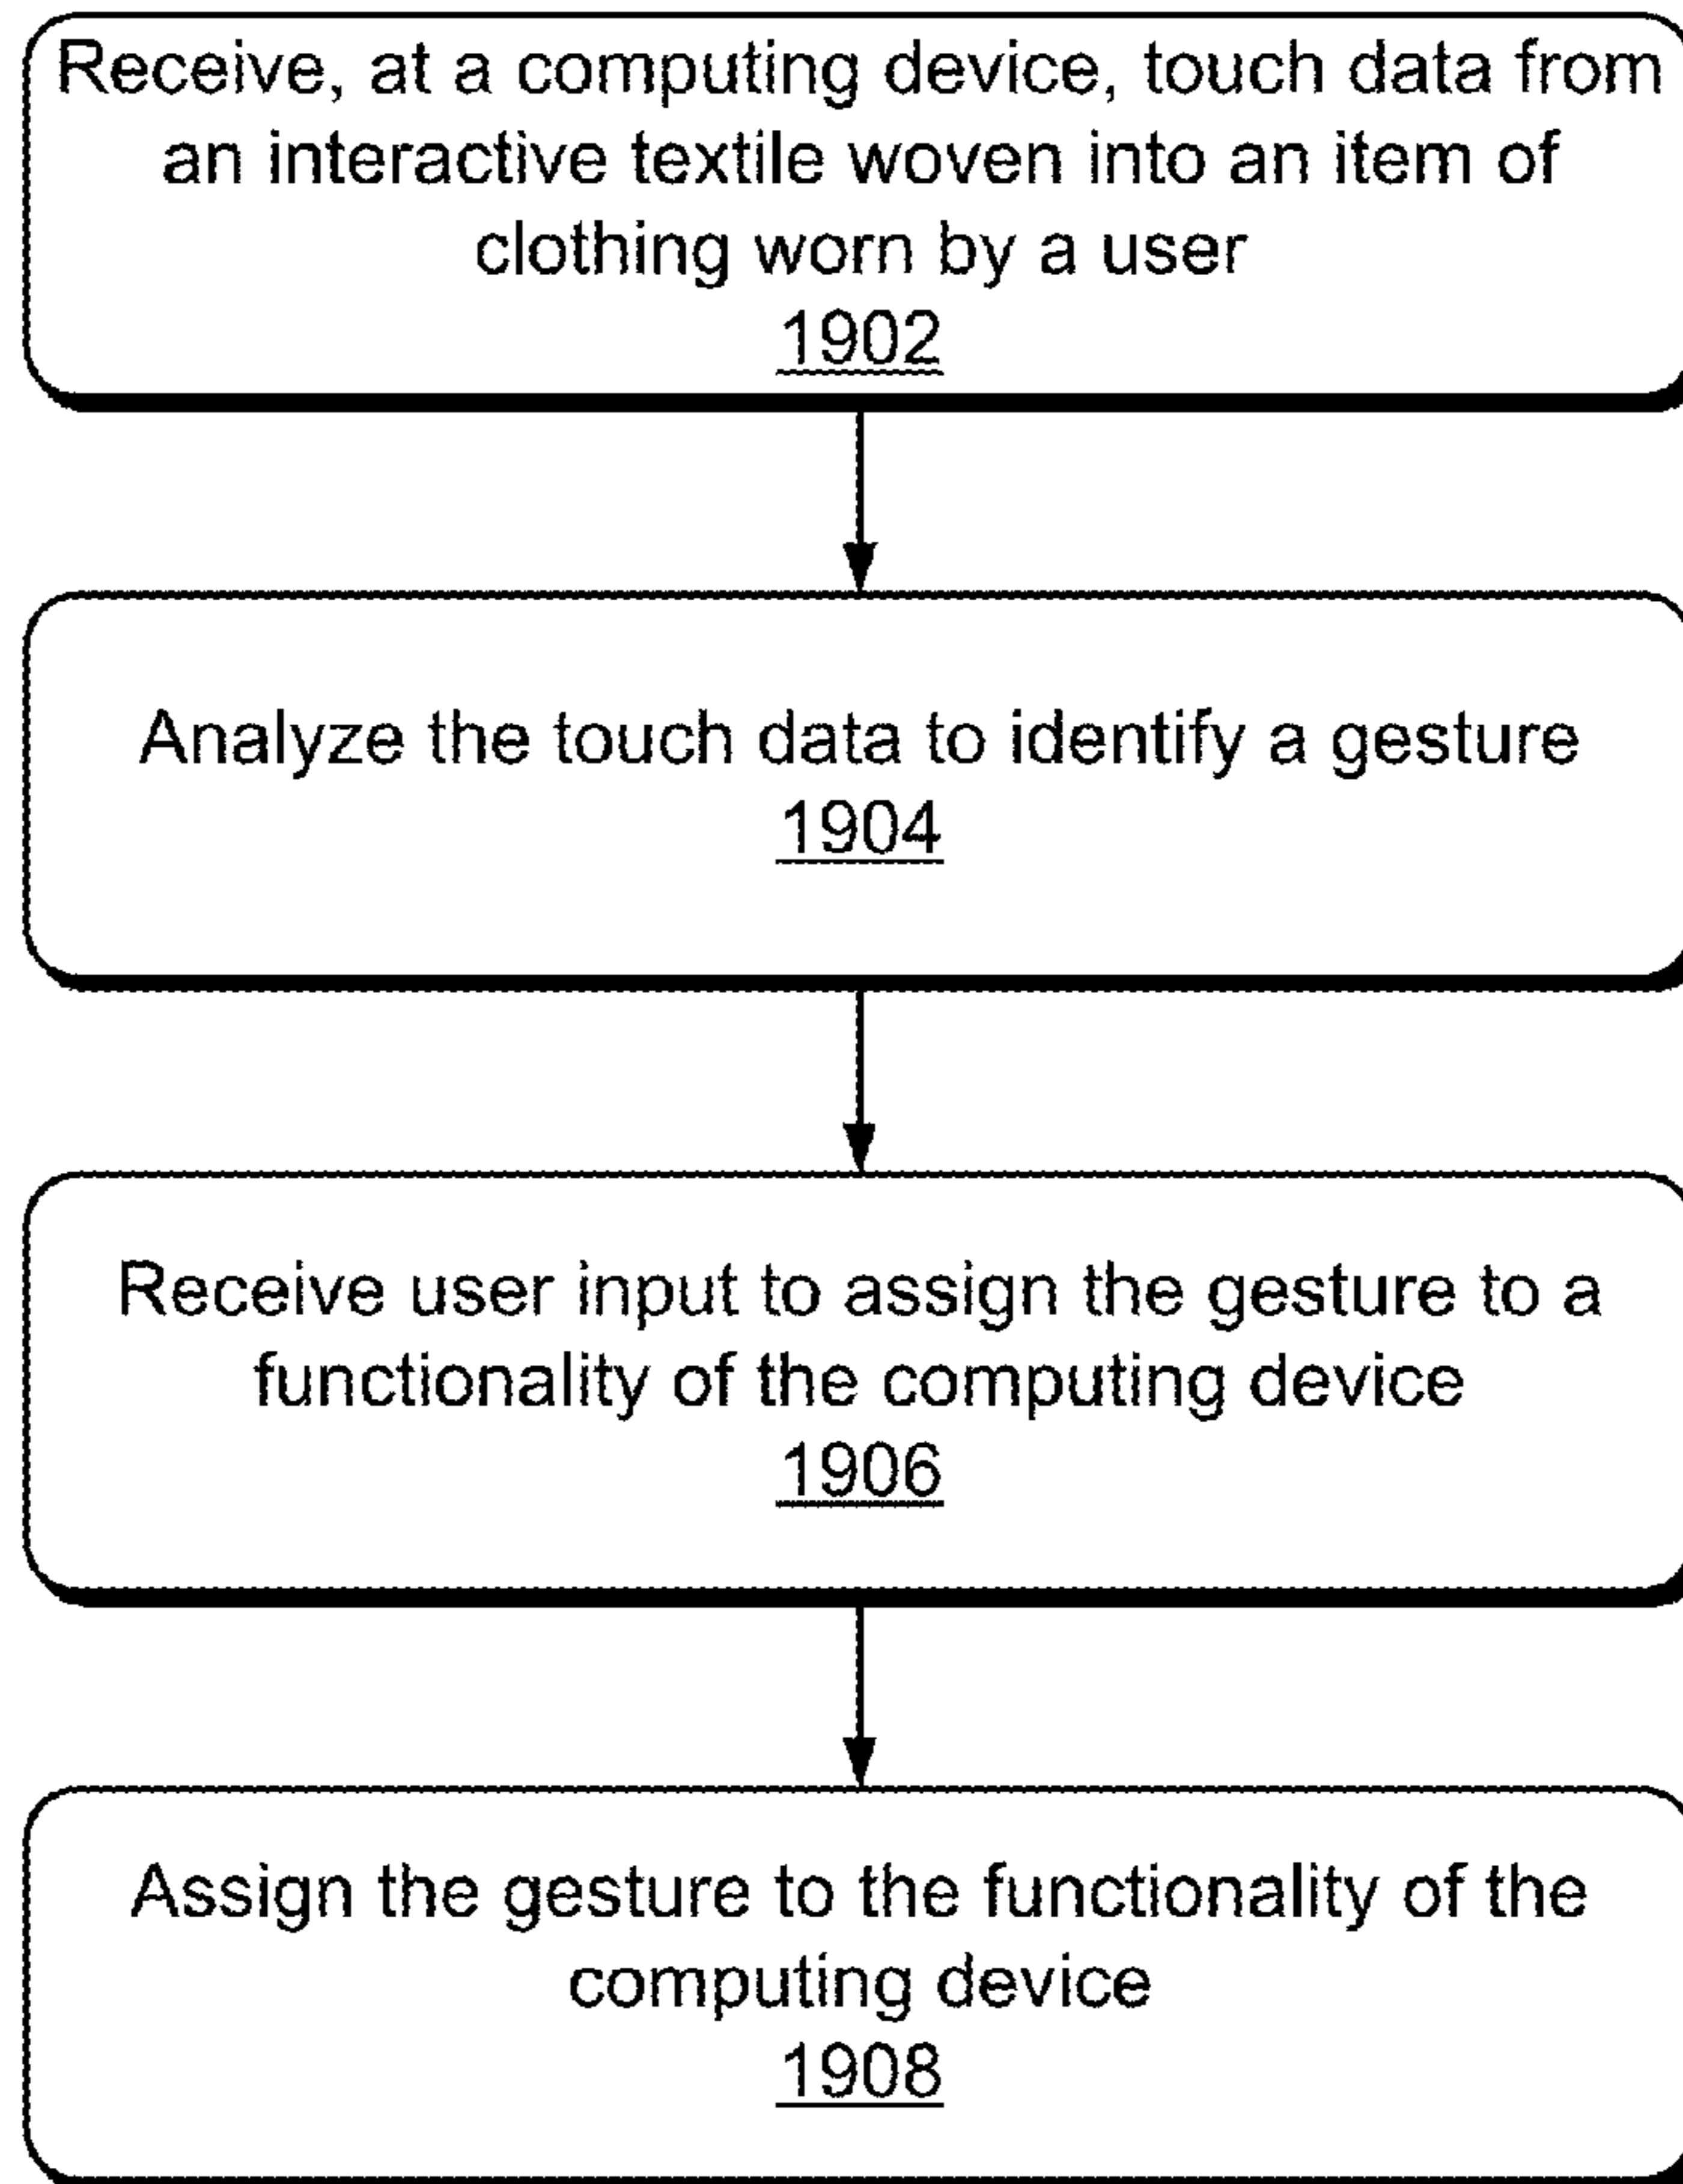 Receive, at a computing device, touch data from
an interactive textile woven into an item of
clothing worn by a user
1902
Analyze the touch data to identify a gesture
1904
Receive user input to assign the gesture to a
functionality of the computing device
1906
Assign the gesture to the functionality of the
computing device
1908